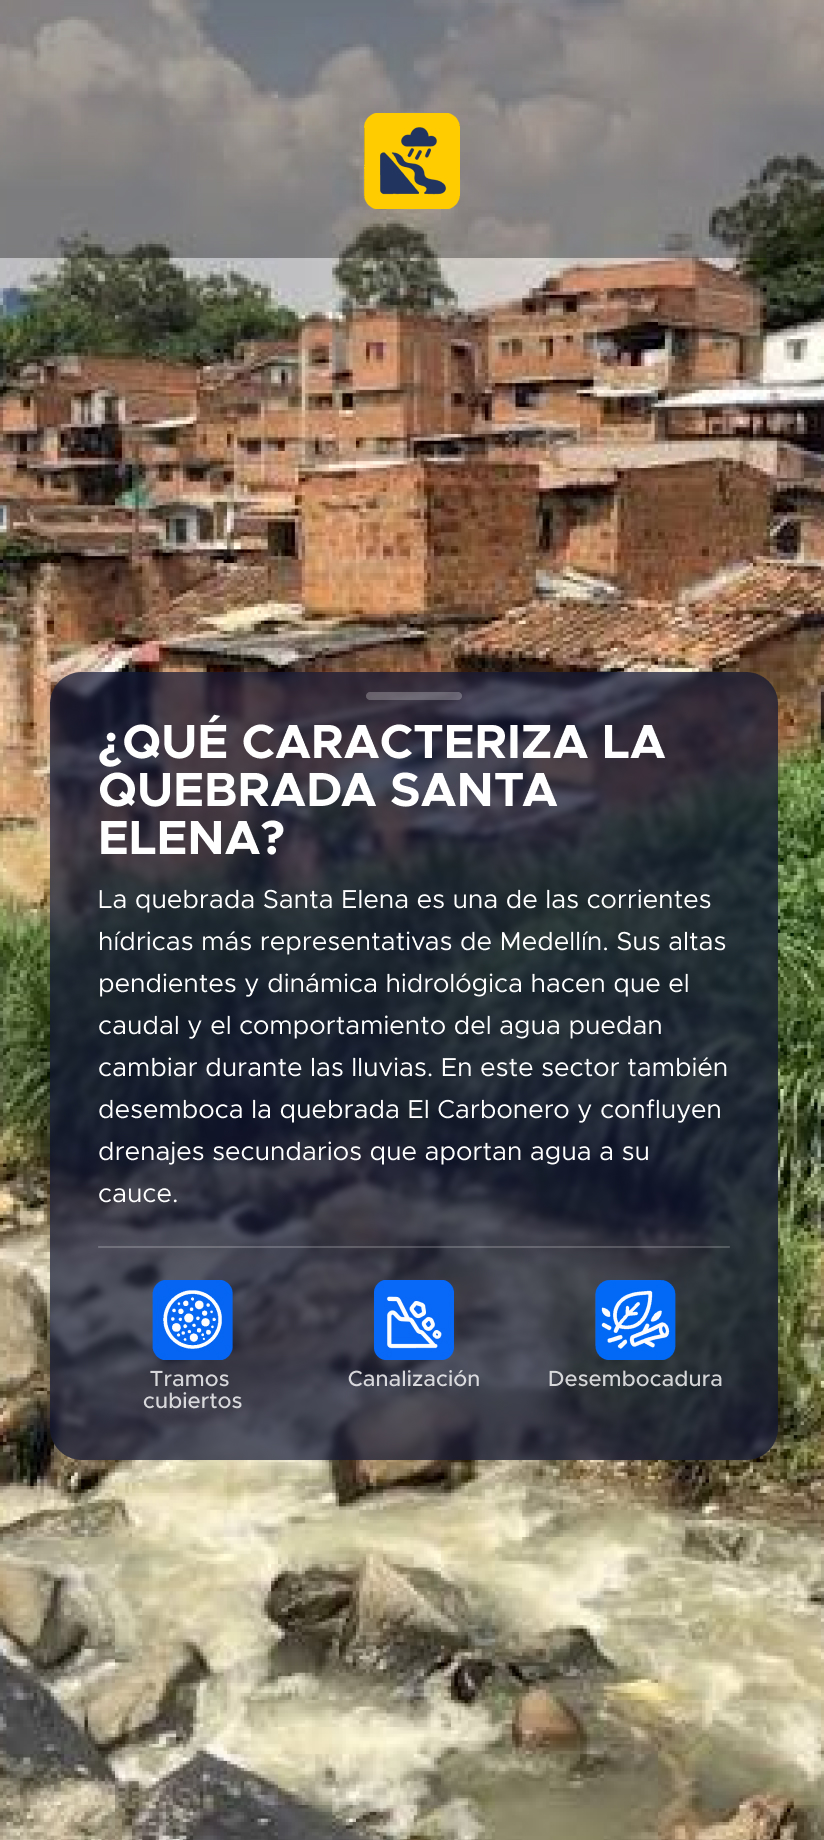 ¿QUÉ CARACTERIZA LA
QUEBRADA SANTA
ELENA?
La quebrada Santa Elena es una de las corrientes
hídricas más representativas de Medellín. Sus altas
pendientes y dinámica hidrológica hacen que el
caudal y el comportamiento del agua puedan
cambiar durante las lluvias. En este sector también
desemboca la quebrada El Carbonero y confluyen
drenajes secundarios que aportan agua a su
cauce.
Tramos
cubiertos
Canalización
Desembocadura